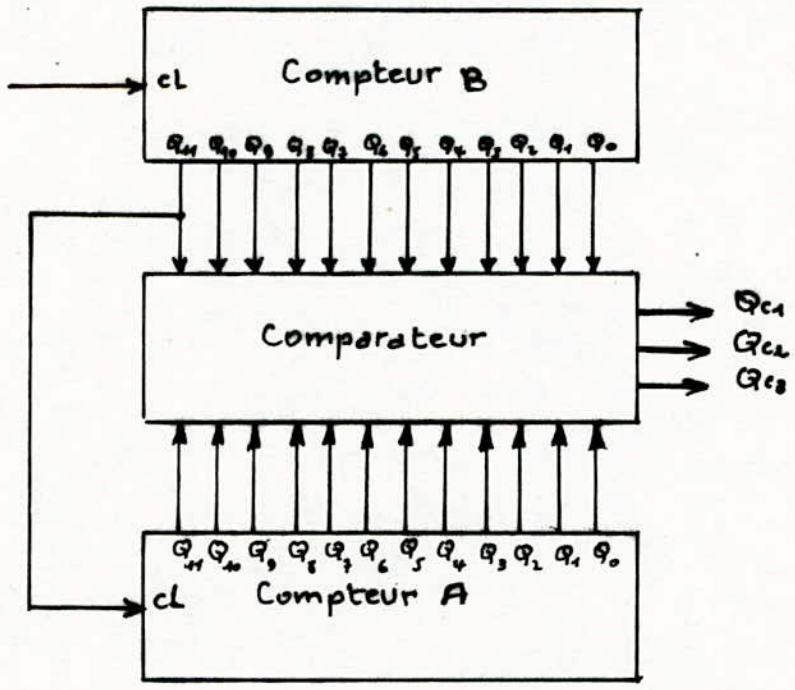 cL Compteur B
Q11 Q10 Q9 Q8 Q7 Q6 Q5 Q4 Q3 Q2 Q1 Q0
Comparateur
Qc1
Qc2
Qc3
Q11 Q10 Q9 Q8 Q7 Q6 Q5 Q4 Q3 Q2 Q1 Q0
cL Compteur A